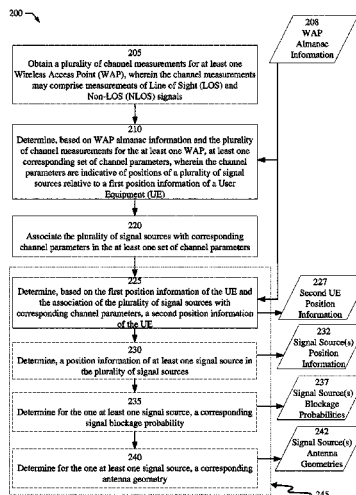 200
208
WAP
Almanac
Information
205
Obtain a plurality of channel measurements for at least one
Wireless Access Point (WAP), wherein the channel measurements
may comprise measurements of Line of Sight (LOS) and
Non-LOS (NLOS) signals
210
Determine, based on WAP almanac information and the plurality
of channel measurements for the at least one WAP, at least one
corresponding set of channel parameters, wherein the channel
parameters are indicative of positions of a plurality of signal
sources relative to a first position information of a User
Equipment (UE)
220
Associate the plurality of signal sources with corresponding
channel parameters in the at least one set of channel parameters
225
Determine, based on the first position information of the UE and
the association of the plurality of signal sources with
corresponding channel parameters, a second position information
of the UE
227
Second UE
Position
Information
230
Determine, a position information of at least one signal source in
the plurality of signal sources
232
Signal Source(s)
Position
Information
235
Determine for the one at least one signal source, a corresponding
signal blockage probability
237
Signal Source(s)
Blockage
Probabilities
240
Determine for the one at least one signal source, a corresponding
antenna geometry
242
Signal Source(s)
Antenna
Geometries
245